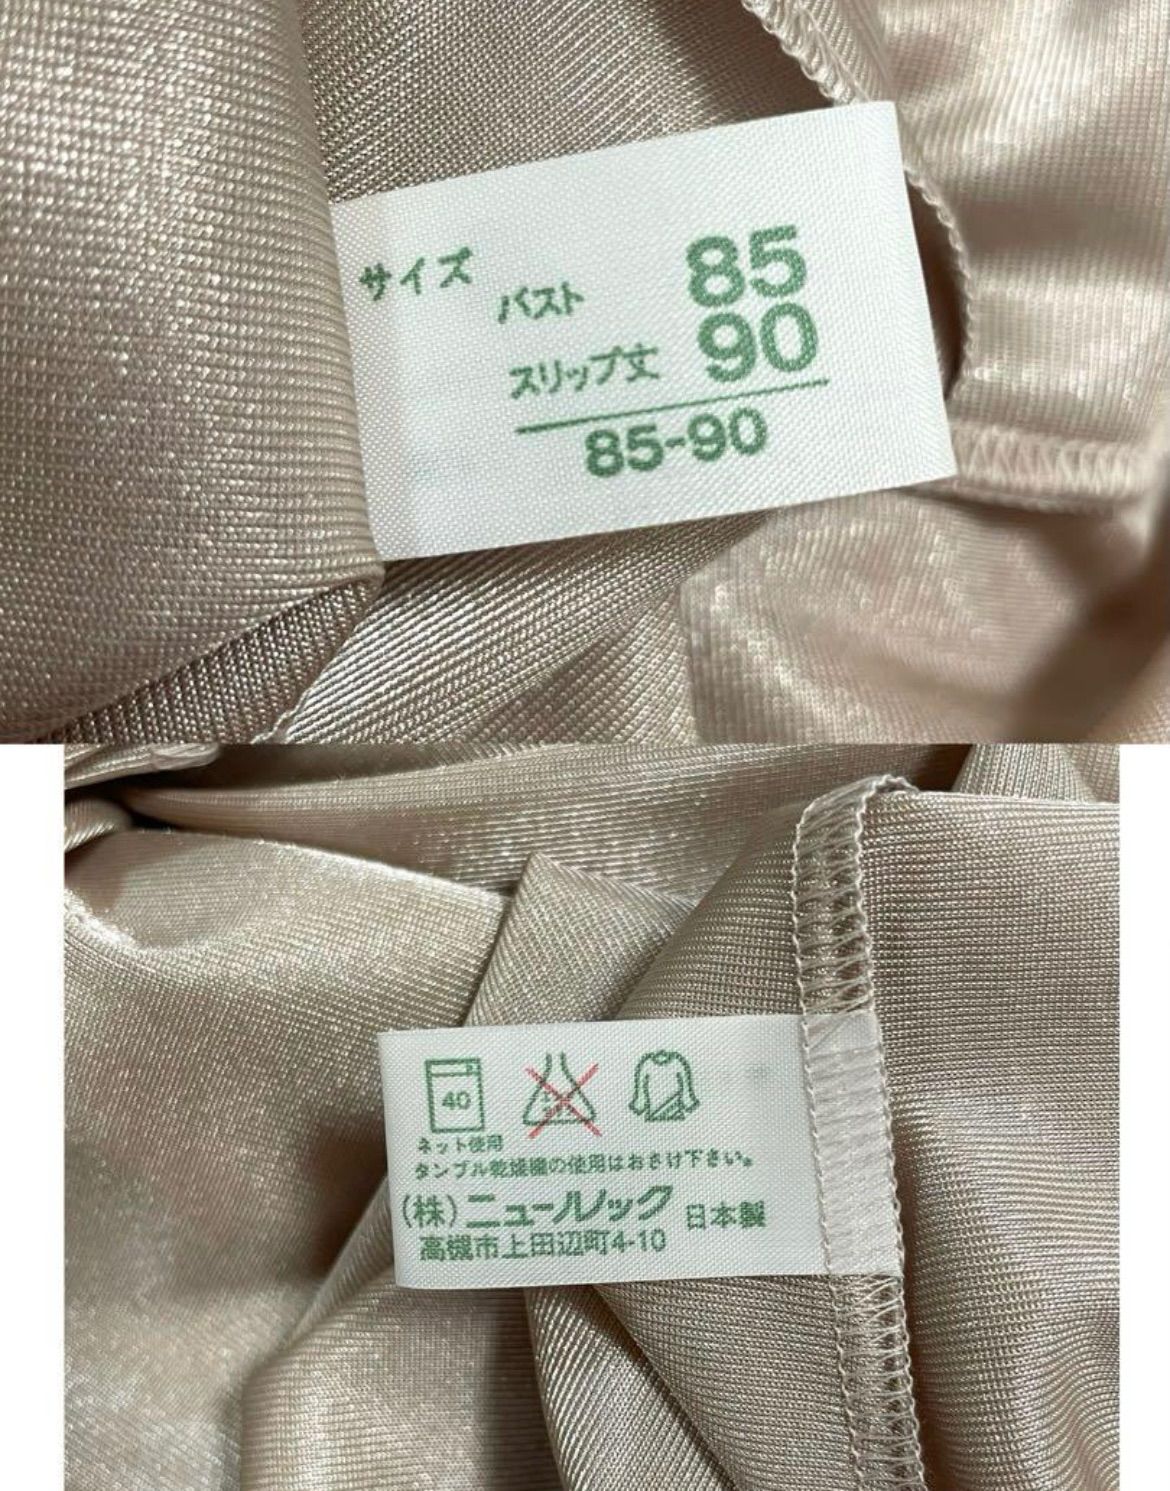 サイズ
バスト 85
スリップ丈 90
85-90
40
ネット使用
タンブル乾燥機の使用はおさけ下さい。
(株)ニュールック 日本製
高槻市上田辺町4-10